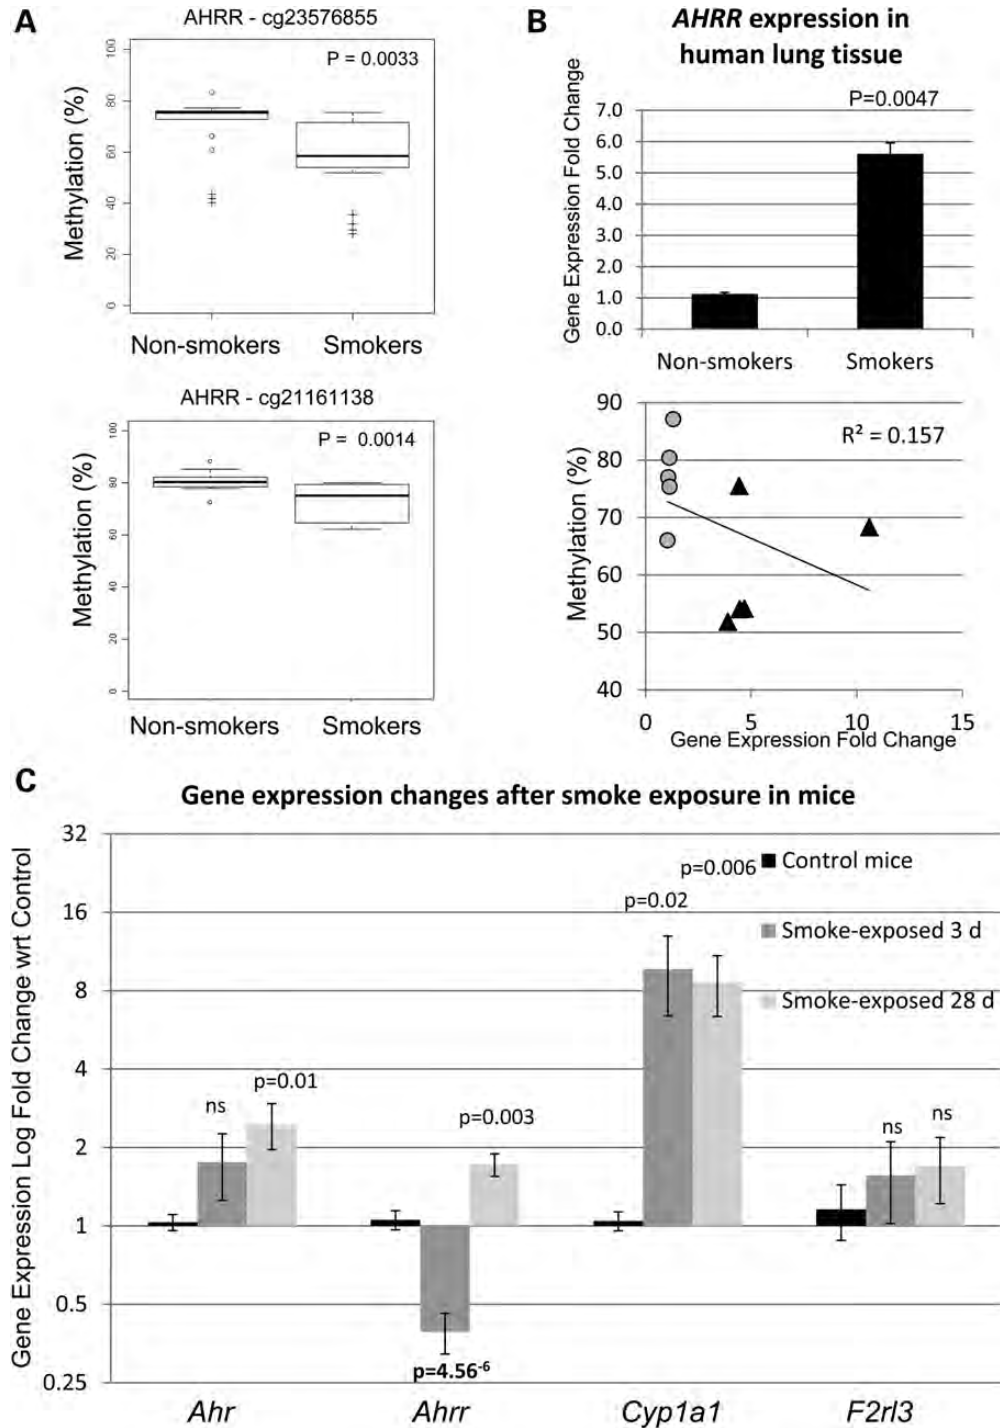 A
AHRR - cg23576855
P = 0.0033
Methylation (%)
100
80
60
40
20
0
Non-smokers Smokers
AHRR - cg21161138
P = 0.0014
Methylation (%)
100
80
60
40
20
0
Non-smokers Smokers
B
AHRR expression in
human lung tissue
P=0.0047
Gene Expression Fold Change
7.0
6.0
5.0
4.0
3.0
2.0
1.0
0.0
Non-smokers Smokers
R² = 0.157
Methylation (%)
90
80
70
60
50
40
0 5 10 15
Gene Expression Fold Change
C
Gene expression changes after smoke exposure in mice
Gene Expression Log Fold Change wrt Control
32
16
8
4
2
1
0.5
0.25
Control mice
Smoke-exposed 3 d
Smoke-exposed 28 d
ns
p=0.01
p=4.56⁻⁶
p=0.003
p=0.02
p=0.006
ns
ns
Ahr Ahrr Cyp1a1 F2rl3